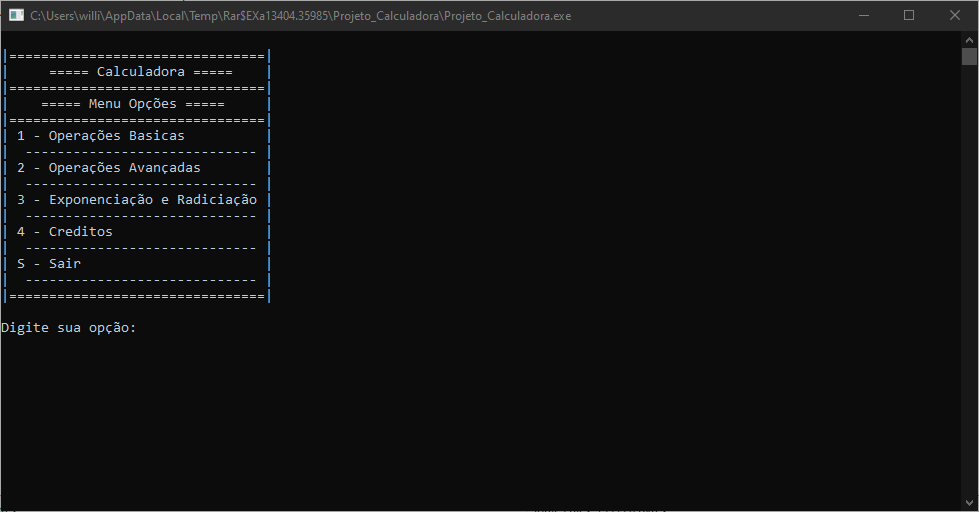 C:\Users\willi\AppData\Local\Temp\Rar$EXa13404.35985\Projeto_Calculadora\Projeto_Calculadora.exe
|================================|
|     ===== Calculadora =====    |
|================================|
|    ===== Menu Opções =====     |
|================================|
| 1 - Operações Basicas          |
|  ----------------------------- |
| 2 - Operações Avançadas        |
|  ----------------------------- |
| 3 - Exponenciação e Radiciação |
|  ----------------------------- |
| 4 - Creditos                   |
|  ----------------------------- |
| S - Sair                       |
|  ----------------------------- |
|================================|
Digite sua opção: